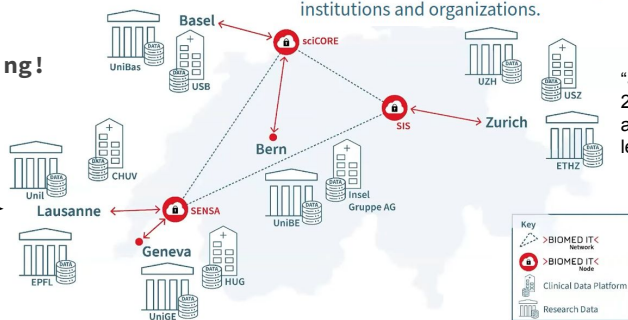 institutions and organizations.
ng!
Basel
sciCORE
DATA
UniBas
DATA
USB
UZH
DATA
DATA
USZ
SIS
Zurich
DATA
ETHZ
"
2
a
le
Bern
DATA
CHUV
DATA
Unil
Lausanne
SENSA
DATA
Insel
Gruppe AG
DATA
UniBE
Geneva
DATA
EPFL
DATA
HUG
DATA
UniGE
Key
>BIOMED IT<
Network
>BIOMED IT<
Node
Clinical Data Platform
Research Data